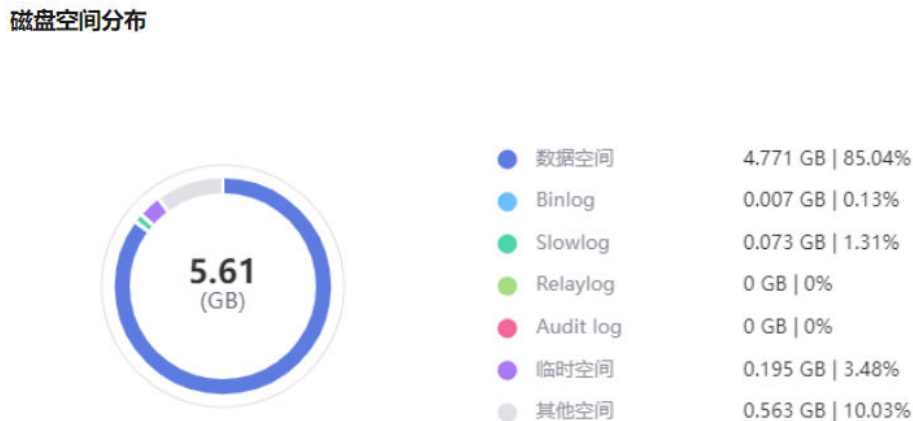 磁盘空间分布
5.61
(GB)
数据空间 4.771 GB | 85.04%
Binlog 0.007 GB | 0.13%
Slowlog 0.073 GB | 1.31%
Relaylog 0 GB | 0%
Audit log 0 GB | 0%
临时空间 0.195 GB | 3.48%
其他空间 0.563 GB | 10.03%